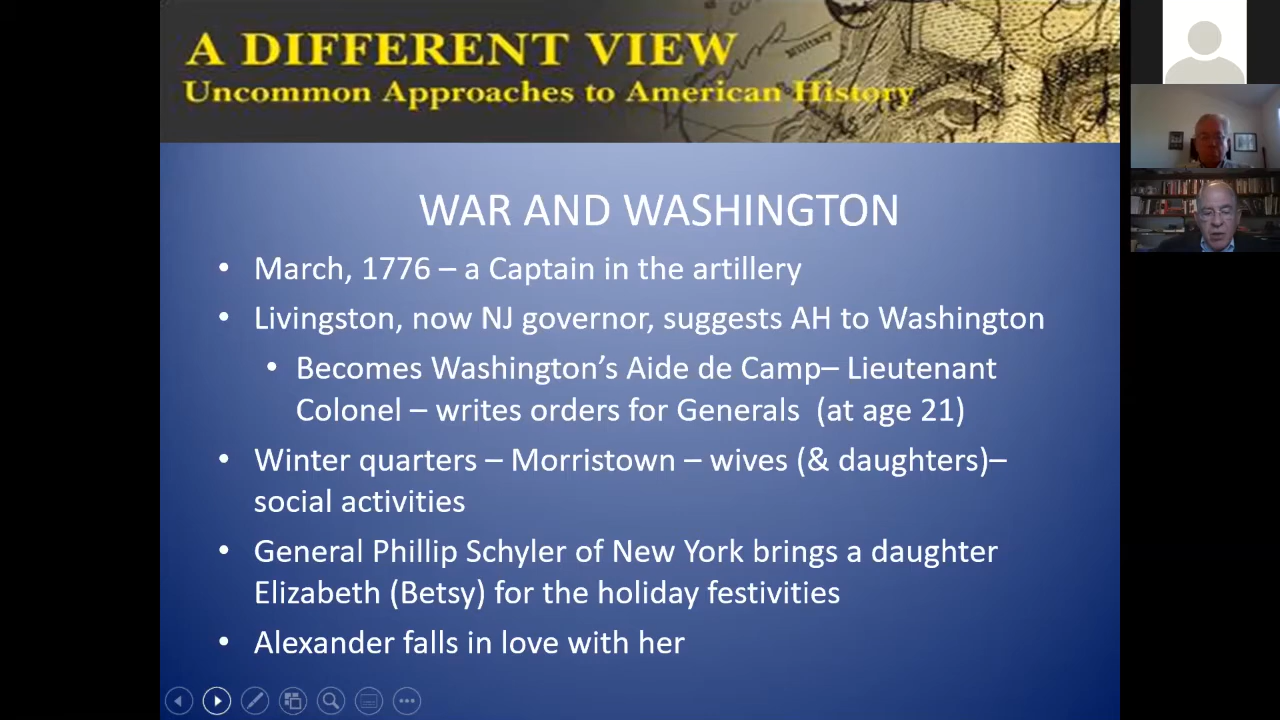 A DIFFERENT VIEW
Uncommon Approaches to American History
Military
WAR AND WASHINGTON
• March, 1776 – a Captain in the artillery
• Livingston, now NJ governor, suggests AH to Washington
• Becomes Washington’s Aide de Camp– Lieutenant
Colonel – writes orders for Generals (at age 21)
• Winter quarters – Morristown – wives (& daughters)–
social activities
• General Phillip Schyler of New York brings a daughter
Elizabeth (Betsy) for the holiday festivities
• Alexander falls in love with her